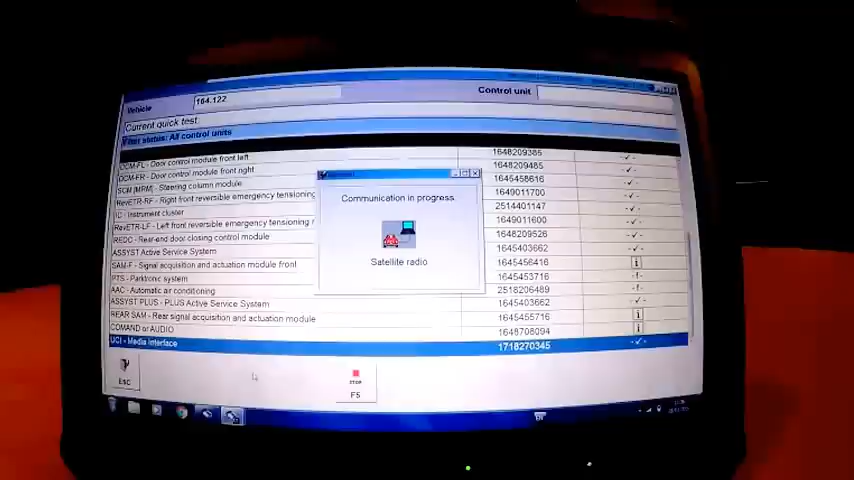 Vehicle 164.122 Control unit
Current quick test
Filter status: All control units
DCM-FL - Door control module front left 1648209385 -✓-
DCM-FR - Door control module front right 1648209485 -✓-
SCM [MRM] - Steering column module 1645458616 -✓-
RevETR-RF - Right front reversible emergency tensioning 1649011700 -✓-
IC - Instrument cluster 2514401147 -✓-
RevETR-LF - Left front reversible emergency tensioning r 1649011600 -✓-
REDC - Rear-end door closing control module 1648209526 -✓-
ASSYST Active Service System 1645403662 -✓-
SAM-F - Signal acquisition and actuation module front 1645456416 i
PTS - Parktronic system 1645453716 -!-
AAC - Automatic air conditioning 2518206489 -!-
ASSYST PLUS - PLUS Active Service System 1645403662 -✓-
REAR SAM - Rear signal acquisition and actuation module 1645455716 i
COMAND or AUDIO 1648708094 i
UCI - Media Interface 1718270345 -✓-
Communication in progress
Satellite radio
ESC
STOP
F5
EN